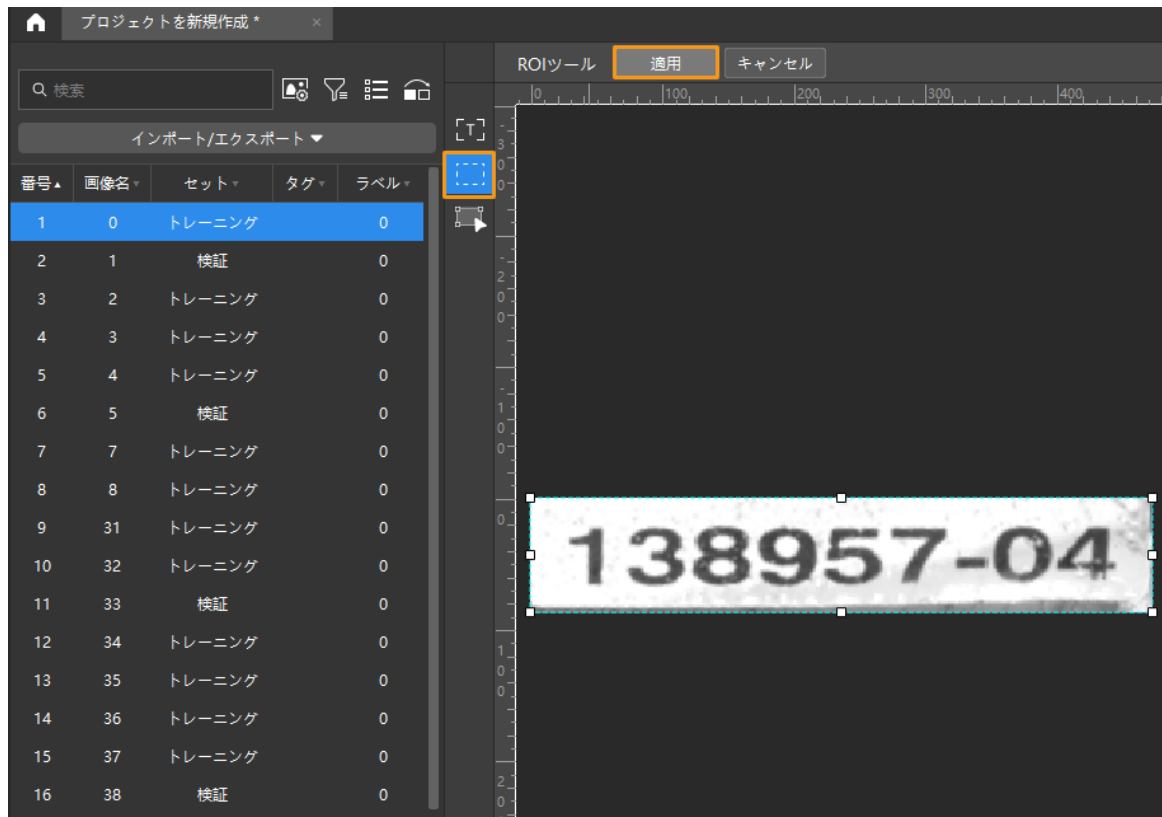 プロジェクトを新規作成 * ×
ROIツール 適用 キャンセル
検索
インポート/エクスポート
番号 画像名 セット タグ ラベル
1 0 トレーニング 0
2 1 検証 0
3 2 トレーニング 0
4 3 トレーニング 0
5 4 トレーニング 0
6 5 検証 0
7 7 トレーニング 0
8 8 トレーニング 0
9 31 トレーニング 0
10 32 トレーニング 0
11 33 検証 0
12 34 トレーニング 0
13 35 トレーニング 0
14 36 トレーニング 0
15 37 トレーニング 0
16 38 検証 0
[T]
0 100 200 300 400
-300
-200
-100
0
100
20
138957-04